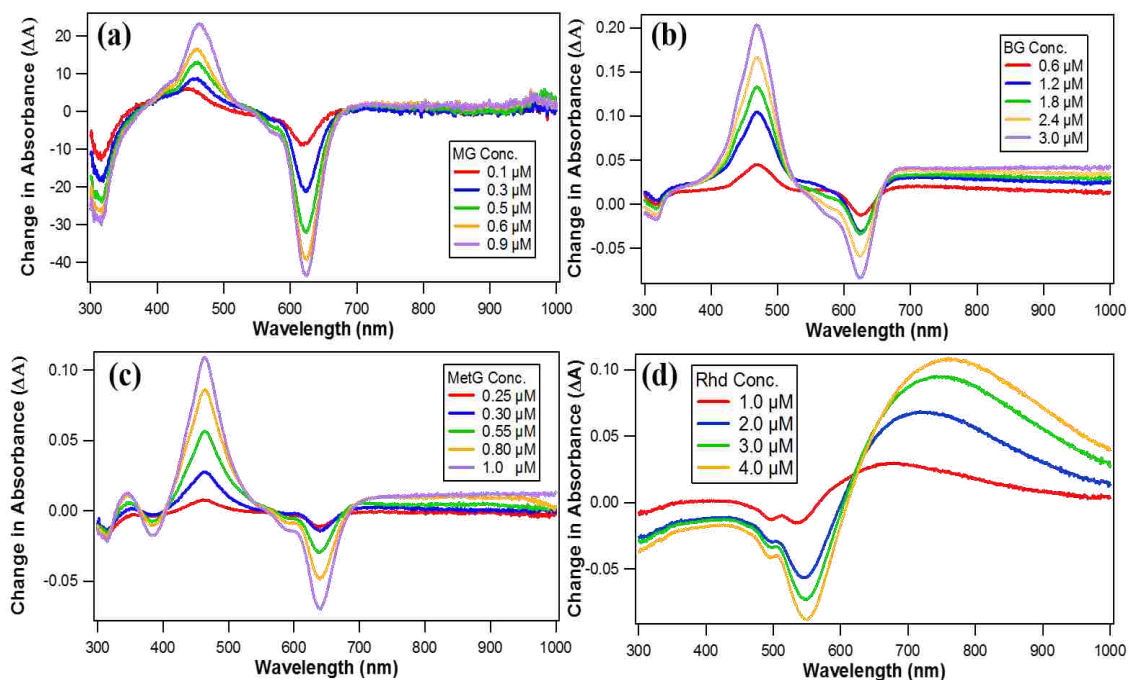 (a)
Change in Absorbance (ΔA)
20
10
0
-10
-20
-30
-40
MG Conc.
0.1 µM
0.3 µM
0.5 µM
0.6 µM
0.9 µM
300 400 500 600 700 800 900 1000
Wavelength (nm)
(b)
Change in Absorbance (ΔA)
0.20
0.15
0.10
0.05
0.00
-0.05
BG Conc.
0.6 µM
1.2 µM
1.8 µM
2.4 µM
3.0 µM
300 400 500 600 700 800 900 1000
Wavelength (nm)
(c)
Change in Absorbance (ΔA)
0.10
0.05
0.00
-0.05
MetG Conc.
0.25 µM
0.30 µM
0.55 µM
0.80 µM
1.0 µM
300 400 500 600 700 800 900 1000
Wavelength (nm)
(d)
Change in Absorbance (ΔA)
0.10
0.05
0.00
-0.05
Rhd Conc.
1.0 µM
2.0 µM
3.0 µM
4.0 µM
300 400 500 600 700 800 900 1000
Wavelength (nm)